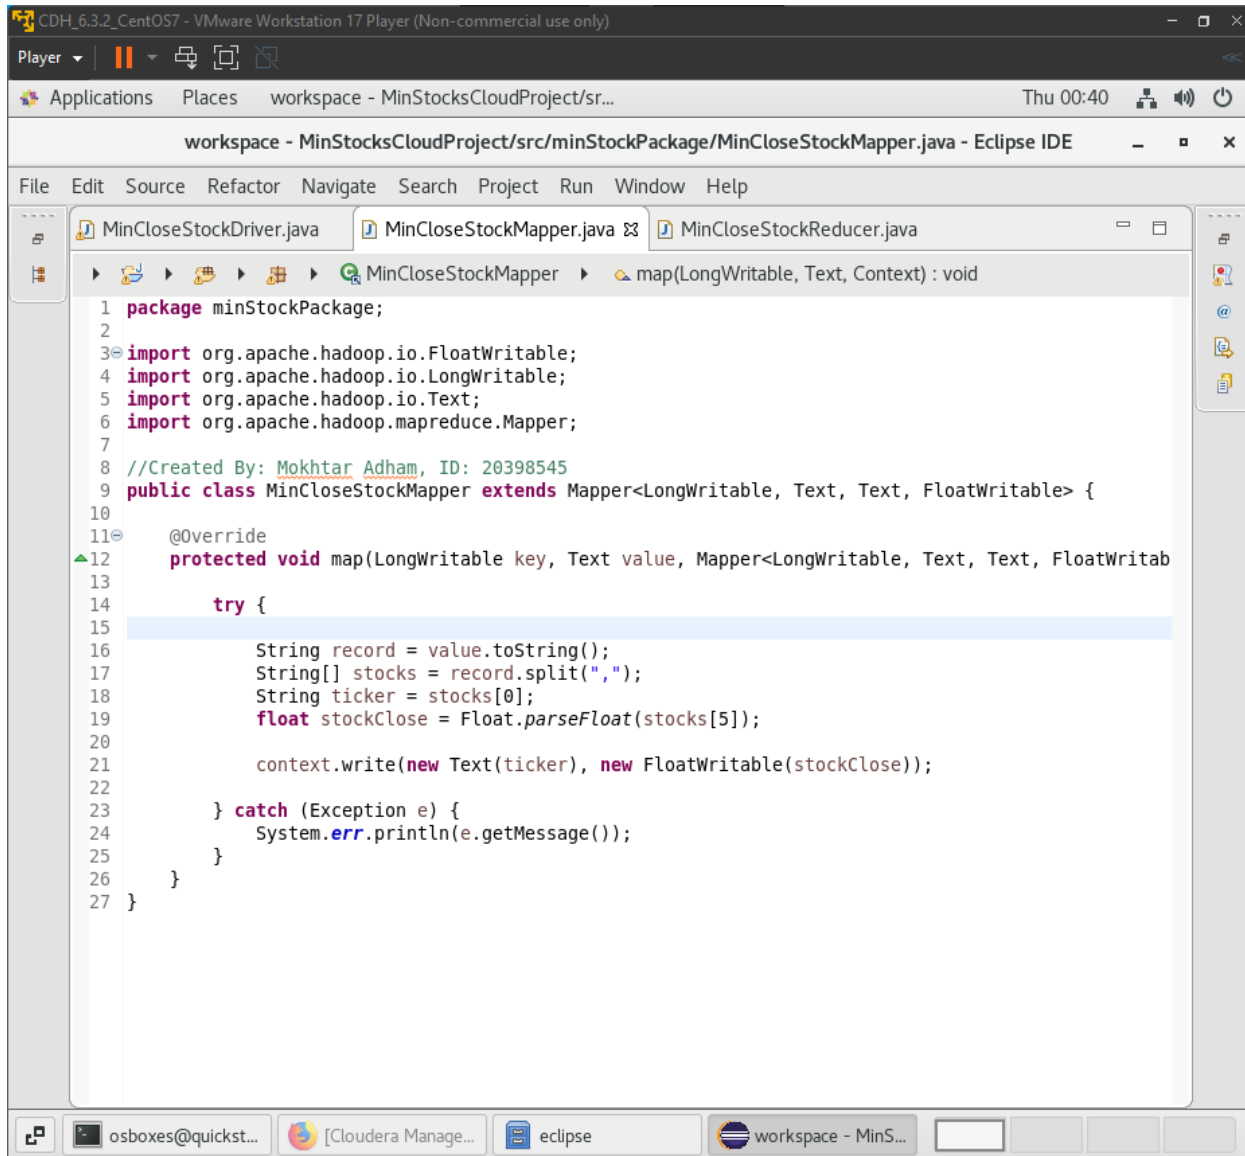 CDH_6.3.2_CentOS7 - VMware Workstation 17 Player (Non-commercial use only)
Player
Applications Places workspace - MinStocksCloudProject/sr... Thu 00:40
workspace - MinStocksCloudProject/src/minStockPackage/MinCloseStockMapper.java - Eclipse IDE
File Edit Source Refactor Navigate Search Project Run Window Help
MinCloseStockDriver.java MinCloseStockMapper.java MinCloseStockReducer.java
MinCloseStockMapper map(LongWritable, Text, Context) : void
1 package minStockPackage;
2
3 import org.apache.hadoop.io.FloatWritable;
4 import org.apache.hadoop.io.LongWritable;
5 import org.apache.hadoop.io.Text;
6 import org.apache.hadoop.mapreduce.Mapper;
7
8 //Created By: Mokhtar Adham, ID: 20398545
9 public class MinCloseStockMapper extends Mapper<LongWritable, Text, Text, FloatWritable> {
10
11 @Override
12 protected void map(LongWritable key, Text value, Mapper<LongWritable, Text, Text, FloatWritab
13
14 try {
15
16 String record = value.toString();
17 String[] stocks = record.split(",");
18 String ticker = stocks[0];
19 float stockClose = Float.parseFloat(stocks[5]);
20
21 context.write(new Text(ticker), new FloatWritable(stockClose));
22
23 } catch (Exception e) {
24 System.err.println(e.getMessage());
25 }
26 }
27 }
osboxes@quickst... [Cloudera Manage... eclipse workspace - MinS...